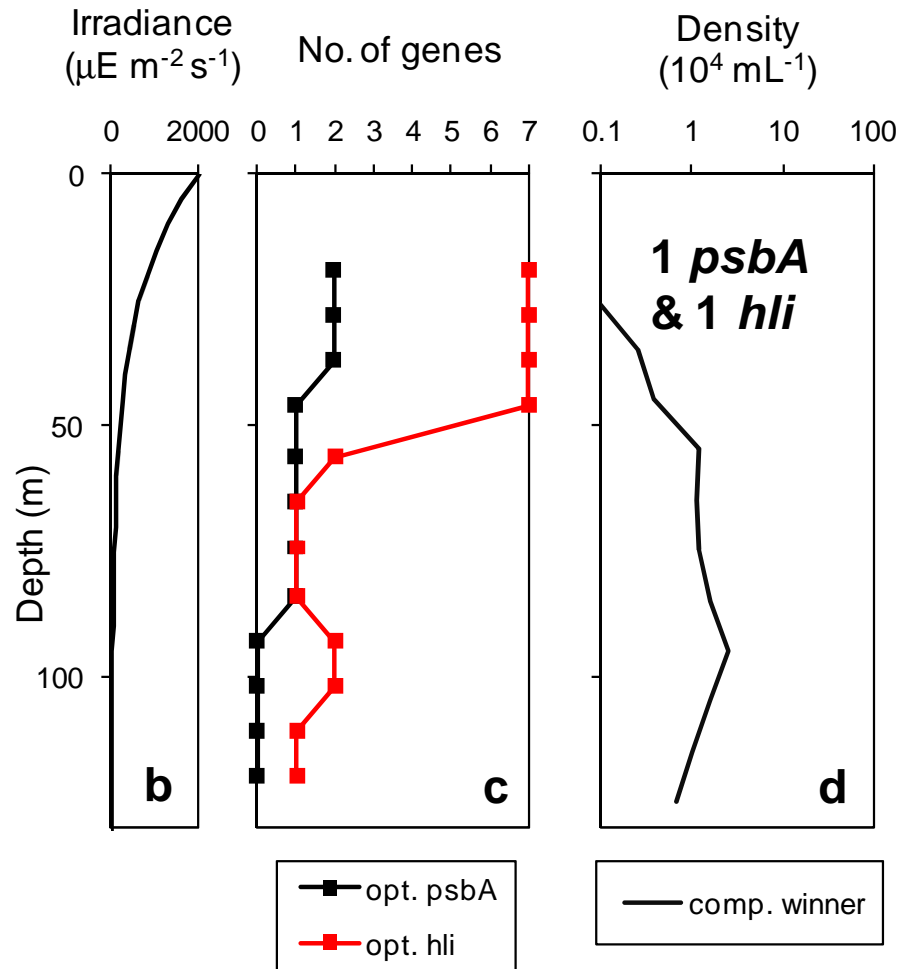 Irradiance
(µE m-2 s-1)
No. of genes
Density
(10⁴ mL-1)
0 2000
0 1 2 3 4 5 6 7
0.1 1 10 100
0
50
100
Depth (m)
1 psbA
& 1 hli
b
c
d
opt. psbA
opt. hli
comp. winner